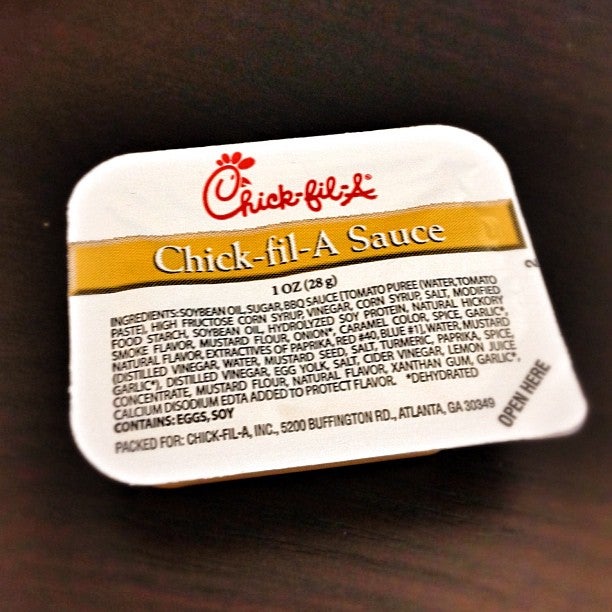 Chick-fil-A®
Chick-fil-A Sauce
1 OZ (28 g)
INGREDIENTS: SOYBEAN OIL, SUGAR, BBQ SAUCE [TOMATO PUREE (WATER, TOMATO
PASTE), HIGH FRUCTOSE CORN SYRUP, VINEGAR, CORN SYRUP, SALT, MODIFIED
FOOD STARCH, SOYBEAN OIL, HYDROLYZED SOY PROTEIN, NATURAL HICKORY
SMOKE FLAVOR, MUSTARD FLOUR, ONION*, CARAMEL COLOR, SPICE, GARLIC*,
NATURAL FLAVOR, EXTRACTIVES OF PAPRIKA, RED #40, BLUE #1], WATER, MUSTARD
(DISTILLED VINEGAR, WATER, MUSTARD SEED, SALT, TURMERIC, PAPRIKA, SPICE,
GARLIC*), DISTILLED VINEGAR, EGG YOLK, SALT, CIDER VINEGAR, LEMON JUICE
CONCENTRATE, MUSTARD FLOUR, NATURAL FLAVOR, XANTHAN GUM, GARLIC*,
CALCIUM DISODIUM EDTA ADDED TO PROTECT FLAVOR. *DEHYDRATED
CONTAINS: EGGS, SOY
PACKED FOR: CHICK-FIL-A, INC., 5200 BUFFINGTON RD., ATLANTA, GA 30349
OPEN HERE